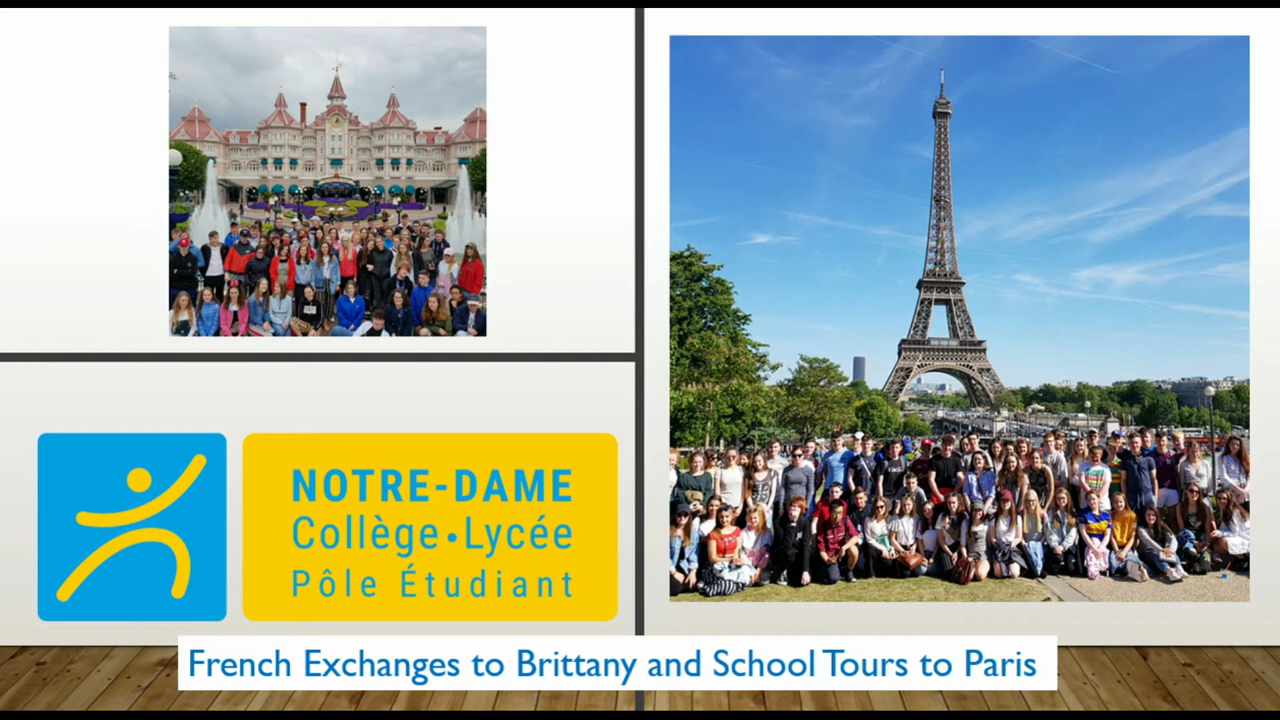 NOTRE-DAME
Collège•Lycée
Pôle Étudiant
French Exchanges to Brittany and School Tours to Paris